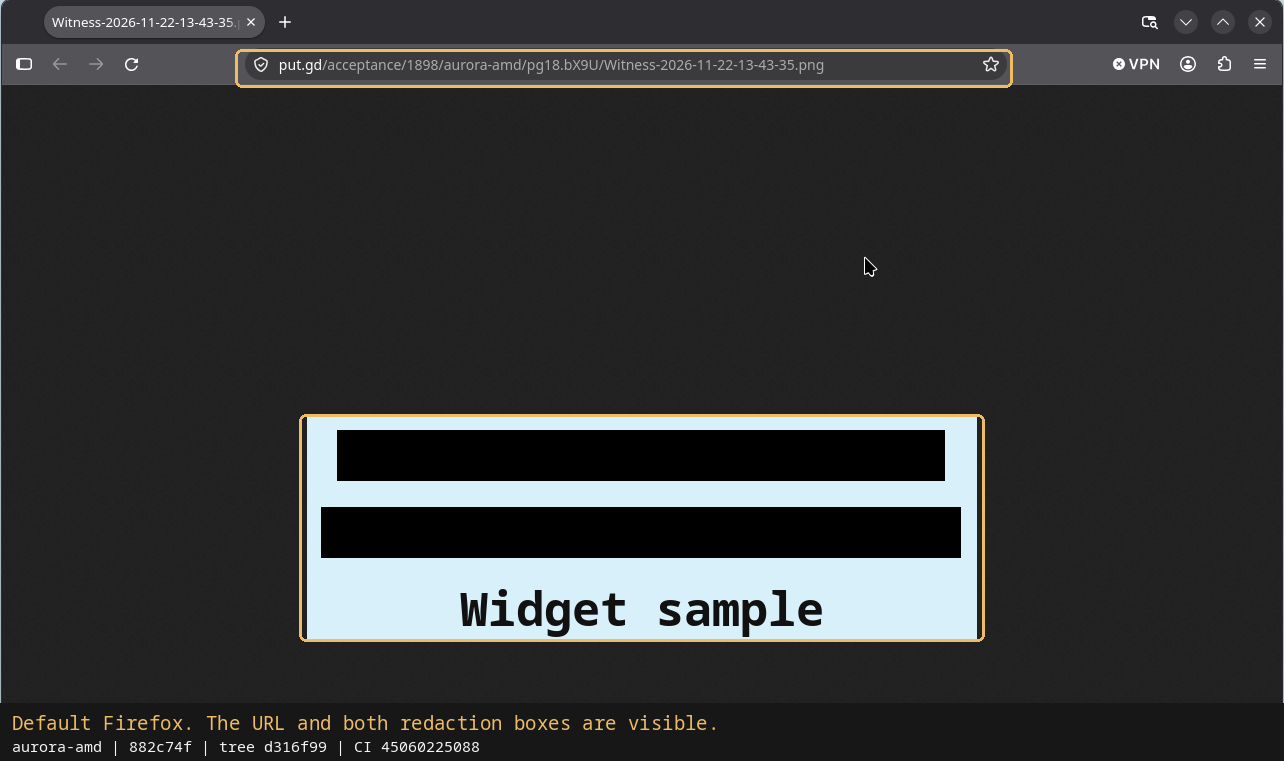 Witness-2026-11-22-13-43-35.p
VPN
put.gd/acceptance/1898/aurora-amd/pg18.bX9U/Witness-2026-11-22-13-43-35.png
Widget sample
Default Firefox. The URL and both redaction boxes are visible.
aurora-amd | 882c74f | tree d316f99 | CI 45060225088